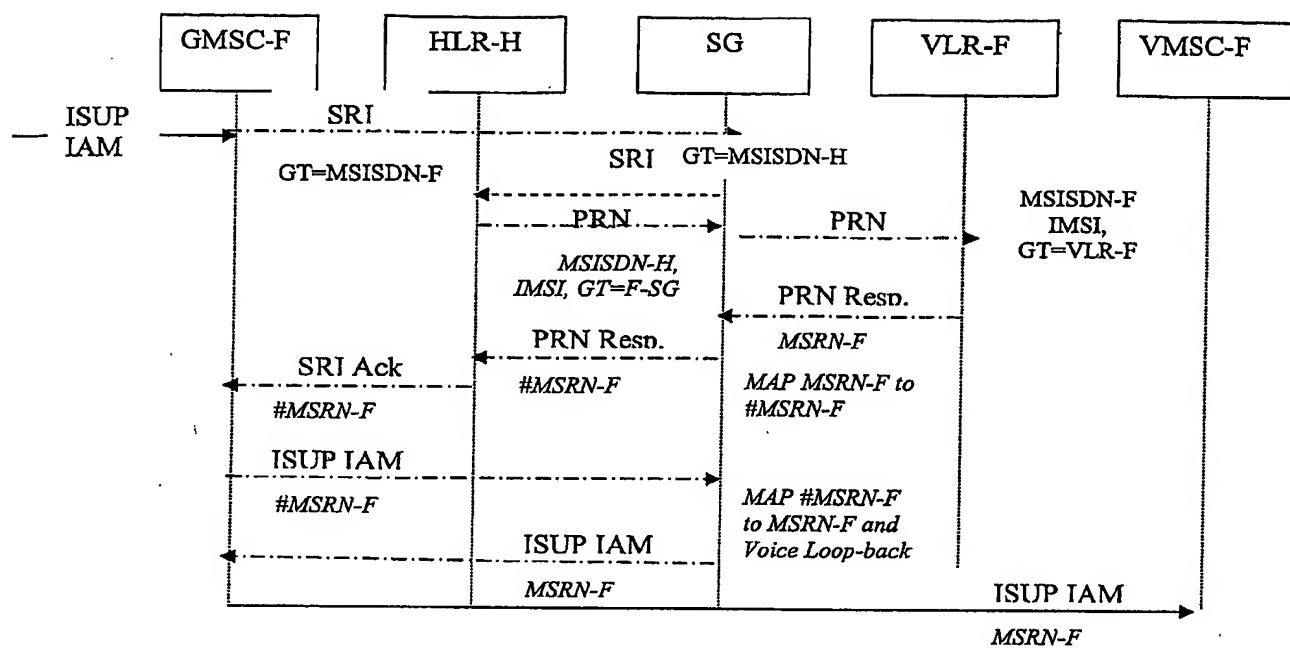 GMSC-F
HLR-H
SG
VLR-F
VMSC-F
ISUP
IAM
SRI
GT=MSISDN-F
SRI
GT=MSISDN-H
PRN
MSISDN-H,
IMSI, GT=F-SG
PRN
MSISDN-F
IMSI,
GT=VLR-F
PRN Resp.
MSRN-F
PRN Resp.
#MSRN-F
MAP MSRN-F to
#MSRN-F
SRI Ack
#MSRN-F
ISUP IAM
#MSRN-F
MAP #MSRN-F
to MSRN-F and
Voice Loop-back
ISUP IAM
MSRN-F
ISUP IAM
MSRN-F